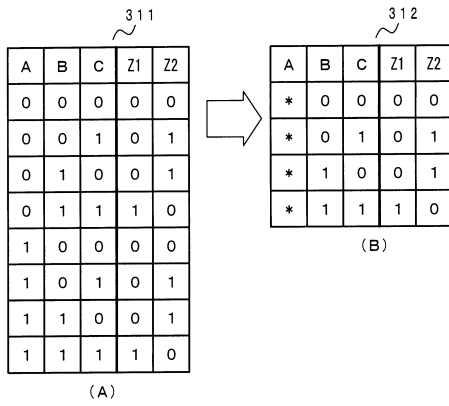 311
A B C Z1 Z2
0 0 0 0 0
0 0 1 0 1
0 1 0 0 1
0 1 1 1 0
1 0 0 0 0
1 0 1 0 1
1 1 0 0 1
1 1 1 1 0
(A)
312
A B C Z1 Z2
* 0 0 0 0
* 0 1 0 1
* 1 0 0 1
* 1 1 1 0
(B)